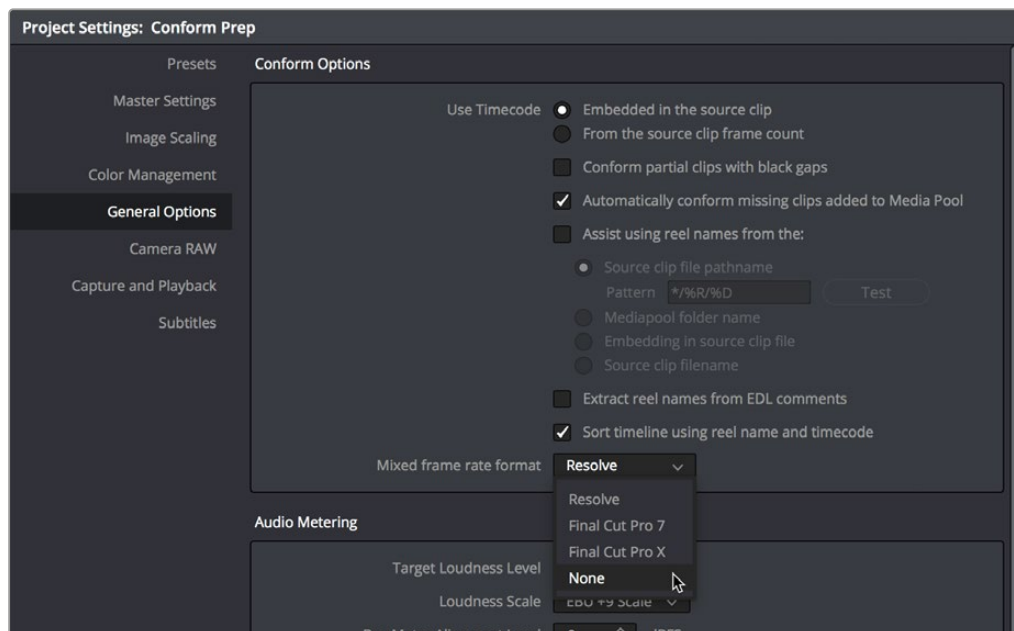 Project Settings: Conform Prep
Presets
Master Settings
Image Scaling
Color Management
General Options
Camera RAW
Capture and Playback
Subtitles
Conform Options
Use Timecode Embedded in the source clip
From the source clip frame count
Conform partial clips with black gaps
Automatically conform missing clips added to Media Pool
Assist using reel names from the:
Source clip file pathname
Pattern */%R/%D Test
Mediapool folder name
Embedding in source clip file
Source clip filename
Extract reel names from EDL comments
Sort timeline using reel name and timecode
Mixed frame rate format Resolve
Resolve
Final Cut Pro 7
Final Cut Pro X
None
Audio Metering
Target Loudness Level
Loudness Scale EBU +9 Scale